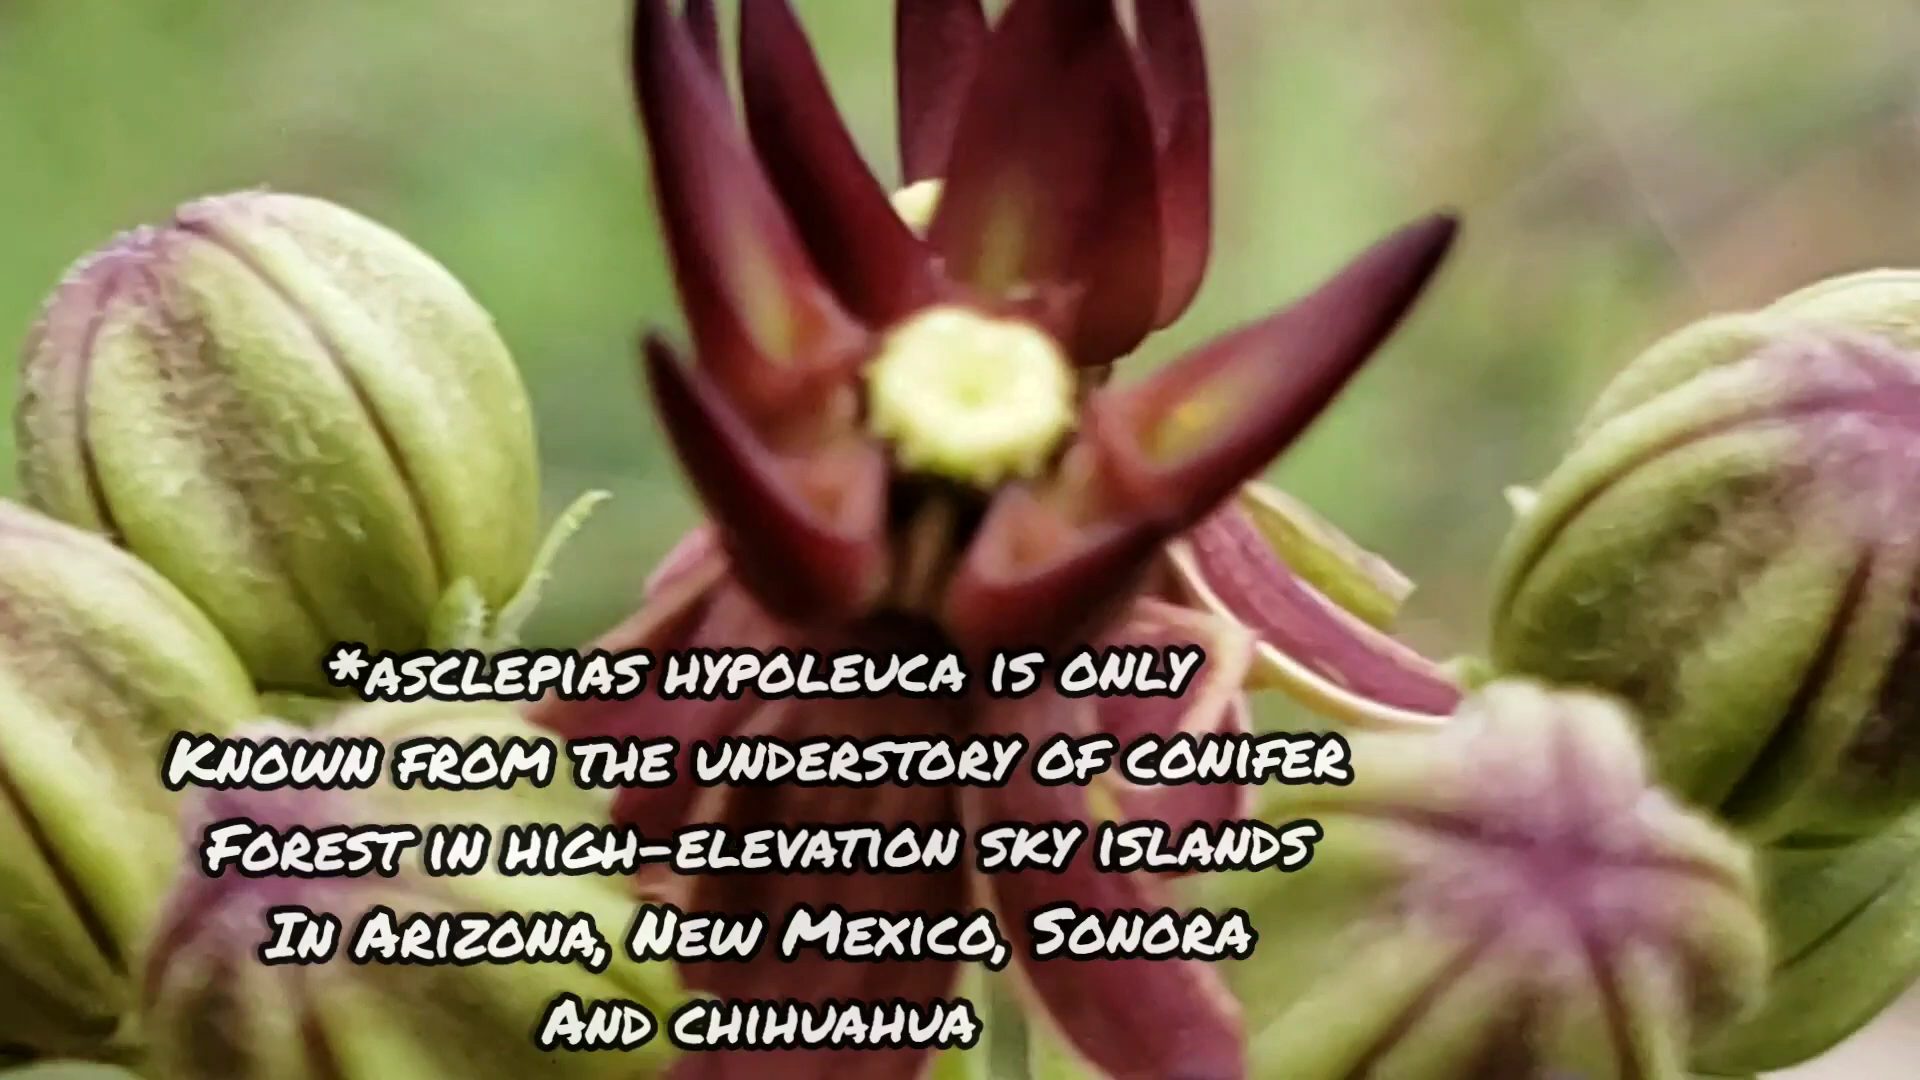 *asclepias hypoleuca is only
Known from the understory of conifer
Forest in high-elevation sky islands
In Arizona, New Mexico, Sonora
And chihuahua